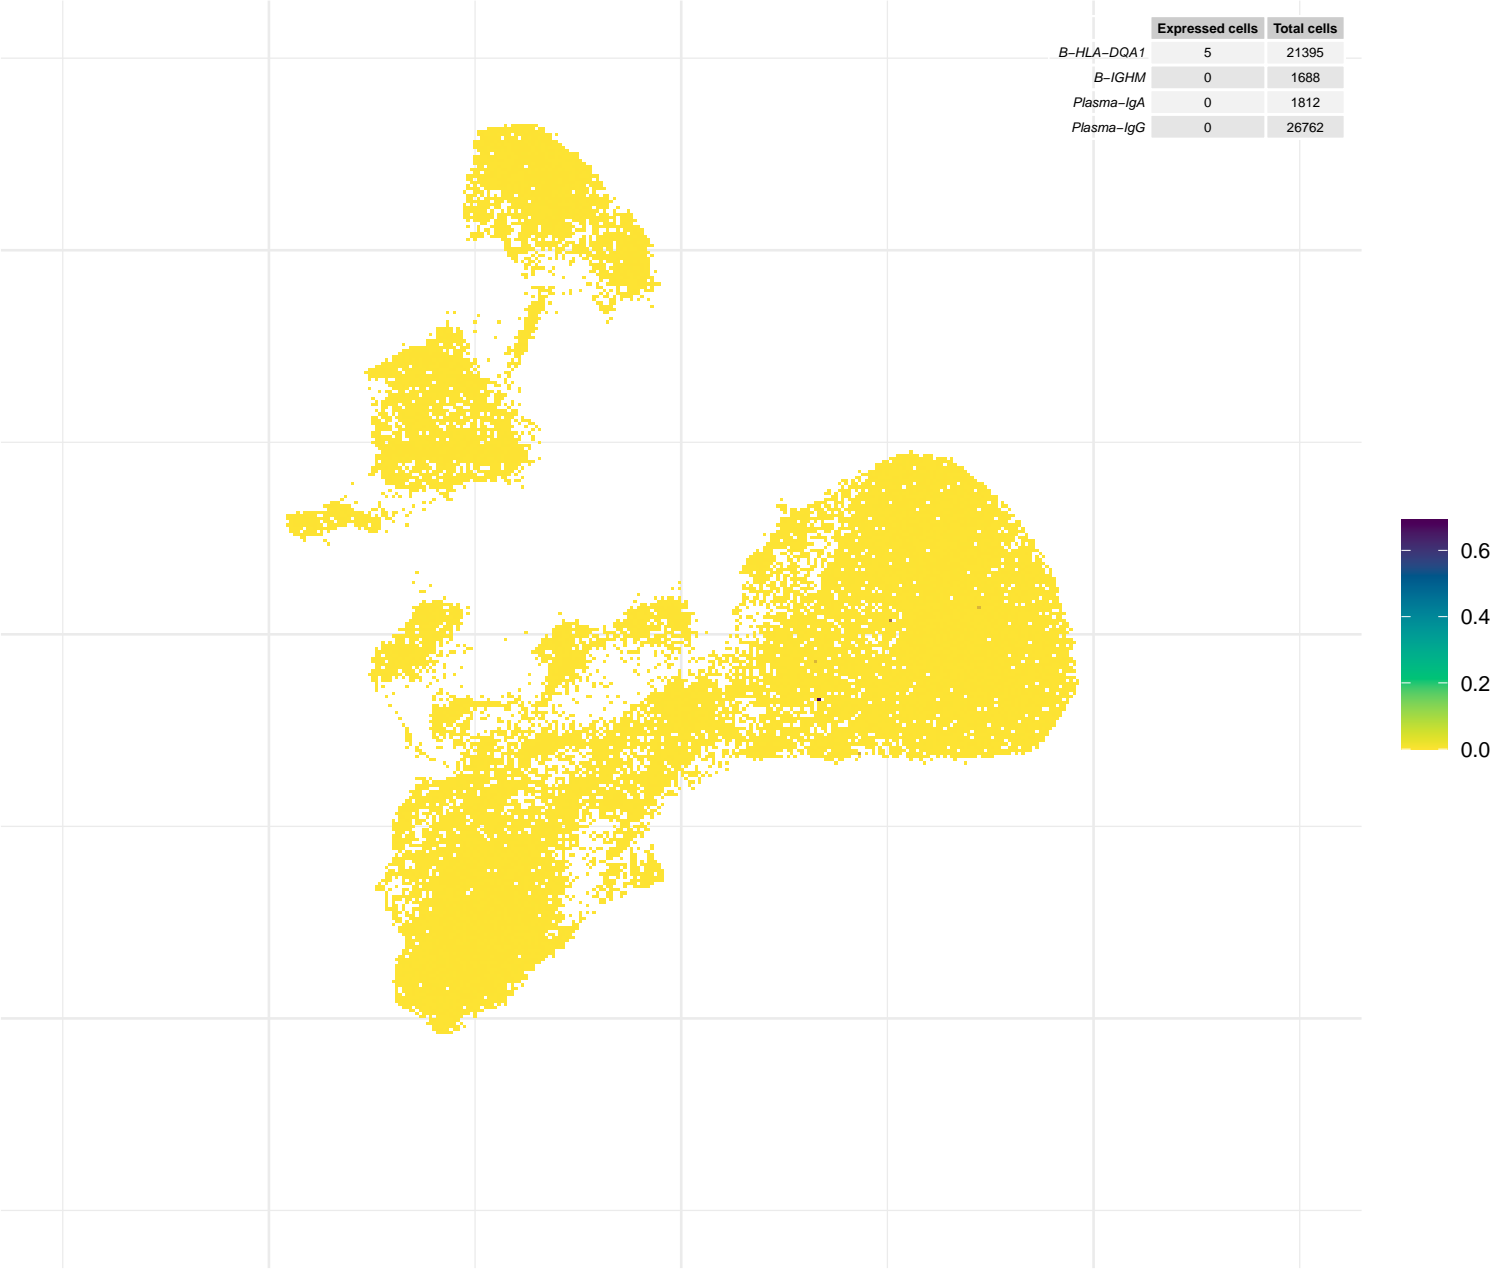 Expressed cells Total cells
B−HLA−DQA1 5 21395
B−IGHM 0 1688
Plasma−IgA 0 1812
Plasma−IgG 0 26762
0.6
0.4
0.2
0.0